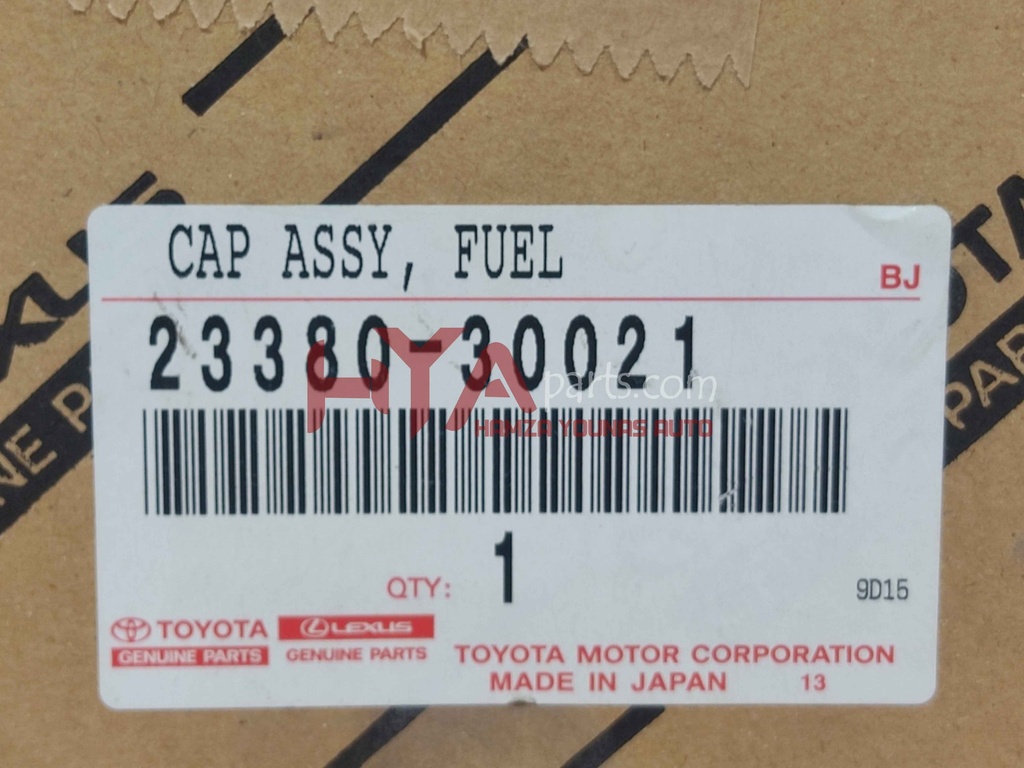 CAP ASSY, FUEL
BJ
23380-30021
HYAparts.com
HAMZA YOUNAS AUTO
QTY: 1
9D15
TOYOTA LEXUS
GENUINE PARTS GENUINE PARTS
TOYOTA MOTOR CORPORATION
MADE IN JAPAN 13